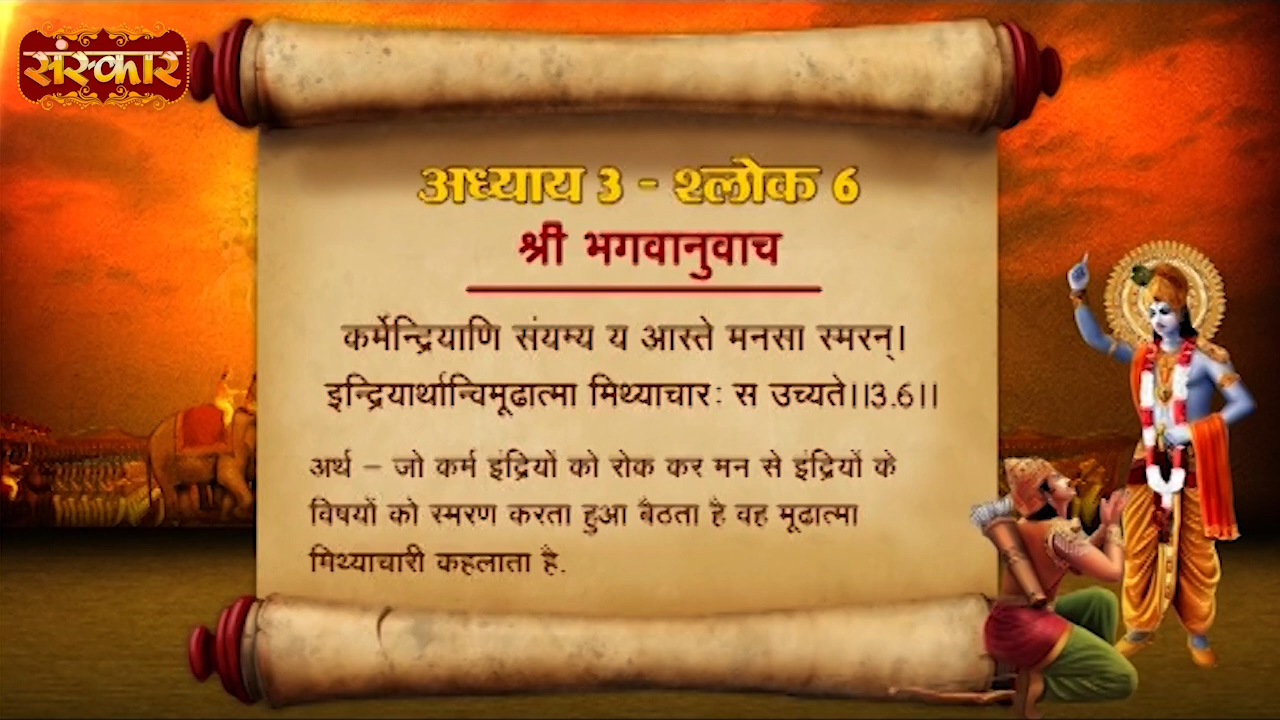 संस्कार
अध्याय 3 - श्लोक 6
श्री भगवानुवाच
कर्मेन्द्रियाणि संयम्य य आस्ते मनसा स्मरन्।
इन्द्रियार्थान्विमूढात्मा मिथ्याचारः स उच्यते।।3.6।।
अर्थ – जो कर्म इंद्रियों को रोक कर मन से इंद्रियों के
विषयों को स्मरण करता हुआ बैठता है वह मूढात्मा
मिथ्याचारी कहलाता है.